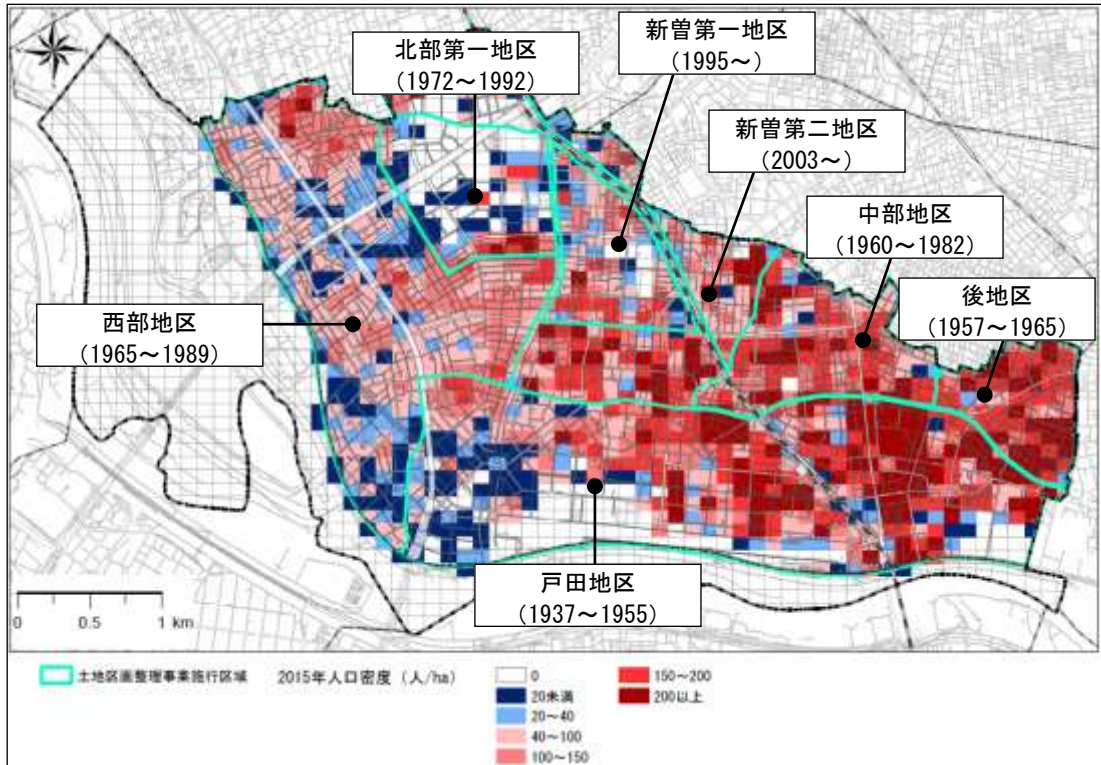 北部第一地区
(1972～1992)
新曽第一地区
(1995～)
新曽第二地区
(2003～)
中部地区
(1960～1982)
後地区
(1957～1965)
西部地区
(1965～1989)
戸田地区
(1937～1955)
0 0.5 1 km
土地区画整理事業施行区域
2015年人口密度 (人/ha)
0
20未満
20～40
40～100
100～150
150～200
200以上